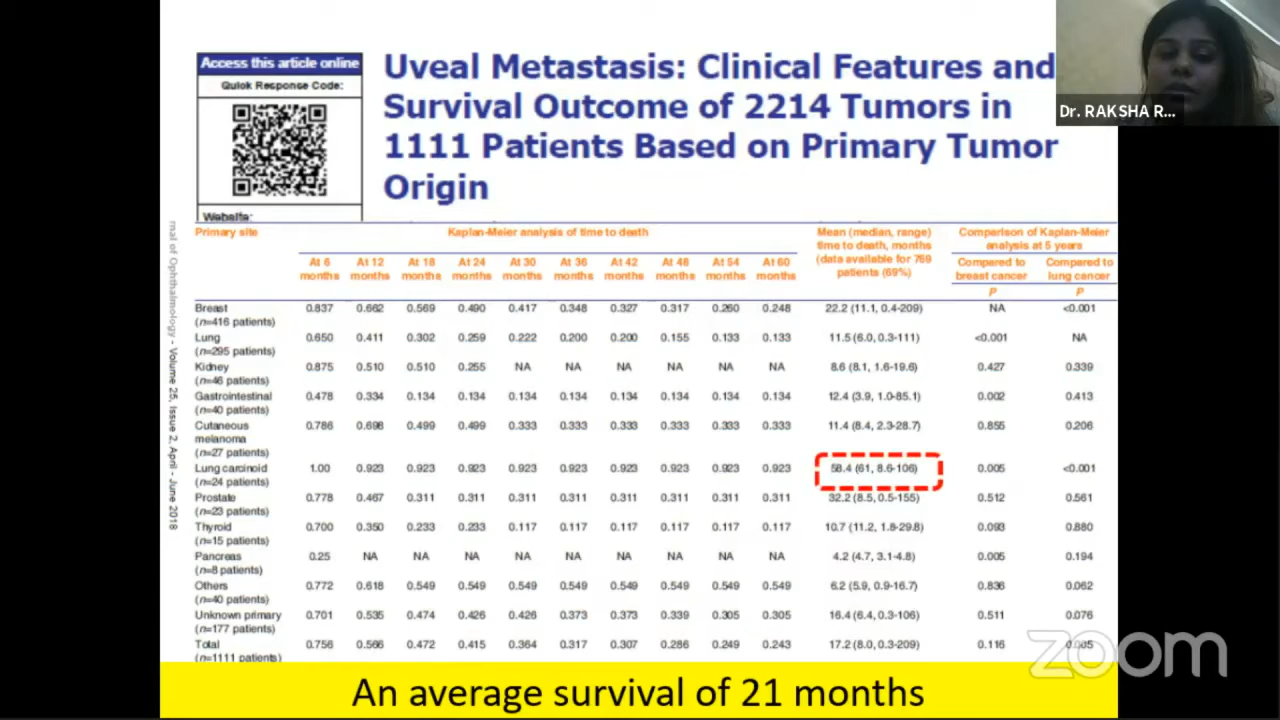 Access this article online
Quick Response Code:
Website:
Uveal Metastasis: Clinical Features and
Survival Outcome of 2214 Tumors in
1111 Patients Based on Primary Tumor
Origin
Dr. RAKSHA R...
rnal of Ophthalmology - Volume 25, Issue 2, April - June 2018
Primary site Kaplan-Meier analysis of time to death Mean (median, range) time to death, months (data available for 769 patients (69%) Comparison of Kaplan-Meier analysis at 5 years
At 6 months At 12 months At 18 months At 24 months At 30 months At 36 months At 42 months At 48 months At 54 months At 60 months Compared to breast cancer Compared to lung cancer
P P
Breast 0.837 0.662 0.569 0.490 0.417 0.348 0.327 0.317 0.260 0.248 22.2 (11.1, 0.4-209) NA <0.001
(n=416 patients)
Lung 0.650 0.411 0.302 0.259 0.222 0.200 0.200 0.155 0.133 0.133 11.5 (6.0, 0.3-111) <0.001 NA
(n=295 patients)
Kidney 0.875 0.510 0.510 0.255 NA NA NA NA NA NA 8.6 (8.1, 1.6-19.6) 0.427 0.339
(n=46 patients)
Gastrointestinal 0.478 0.334 0.134 0.134 0.134 0.134 0.134 0.134 0.134 0.134 12.4 (3.9, 1.0-85.1) 0.002 0.413
(n=40 patients)
Cutaneous 0.786 0.698 0.499 0.499 0.333 0.333 0.333 0.333 0.333 0.333 11.4 (8.4, 2.3-28.7) 0.855 0.206
melanoma
(n=27 patients)
Lung carcinoid 1.00 0.923 0.923 0.923 0.923 0.923 0.923 0.923 0.923 0.923 58.4 (61, 8.6-106) 0.005 <0.001
(n=24 patients)
Prostate 0.778 0.467 0.311 0.311 0.311 0.311 0.311 0.311 0.311 0.311 32.2 (8.5, 0.5-155) 0.512 0.561
(n=23 patients)
Thyroid 0.700 0.350 0.233 0.233 0.117 0.117 0.117 0.117 0.117 0.117 10.7 (11.2, 1.8-29.8) 0.093 0.880
(n=15 patients)
Pancreas 0.25 NA NA NA NA NA NA NA NA NA 4.2 (4.7, 3.1-4.8) 0.005 0.194
(n=8 patients)
Others 0.772 0.618 0.549 0.549 0.549 0.549 0.549 0.549 0.549 0.549 6.2 (5.9, 0.9-16.7) 0.836 0.062
(n=40 patients)
Unknown primary 0.701 0.535 0.474 0.426 0.426 0.373 0.373 0.339 0.305 0.305 16.4 (6.4, 0.3-106) 0.511 0.076
(n=177 patients)
Total 0.756 0.566 0.472 0.415 0.364 0.317 0.307 0.286 0.249 0.243 17.2 (8.0, 0.3-209) 0.116
(n=1111 patients)
zoom
An average survival of 21 months